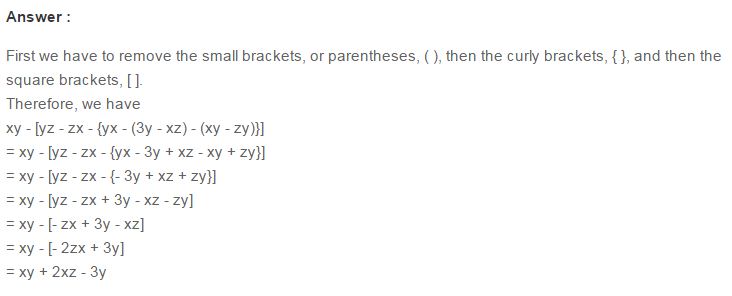 Answer :
First we have to remove the small brackets, or parentheses, ( ), then the curly brackets, { }, and then the
square brackets, [ ].
Therefore, we have
xy - [yz - zx - {yx - (3y - xz) - (xy - zy)}]
= xy - [yz - zx - {yx - 3y + xz - xy + zy}]
= xy - [yz - zx - {- 3y + xz + zy}]
= xy - [yz - zx + 3y - xz - zy]
= xy - [- zx + 3y - xz]
= xy - [- 2zx + 3y]
= xy + 2xz - 3y